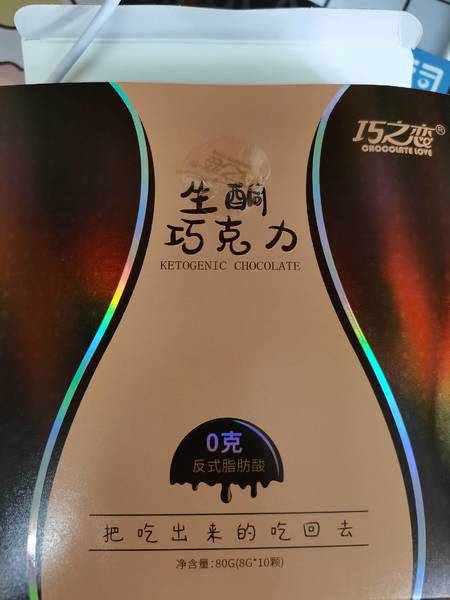 巧之恋®
CHOCOLATE LOVE
生酮
巧克力
KETOGENIC CHOCOLATE
0克
反式脂肪酸
把吃出来的吃回去
净含量:80G(8G*10颗)